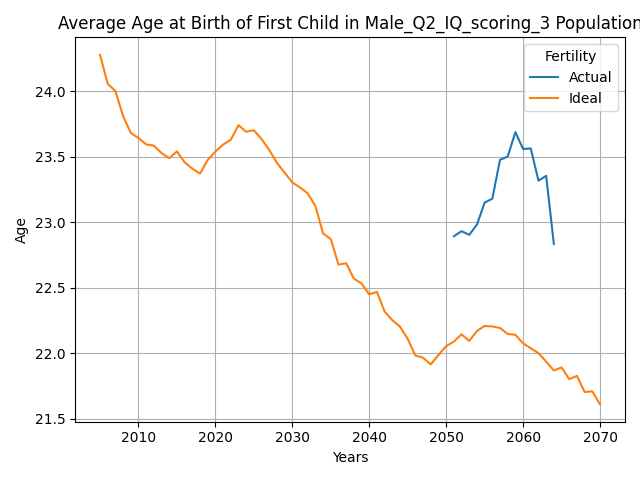 Average Age at Birth of First Child in Male_Q2_IQ_scoring_3 Population
Fertility
Actual
Ideal
24.0
23.5
23.0
22.5
22.0
21.5
Age
2010 2020 2030 2040 2050 2060 2070
Years